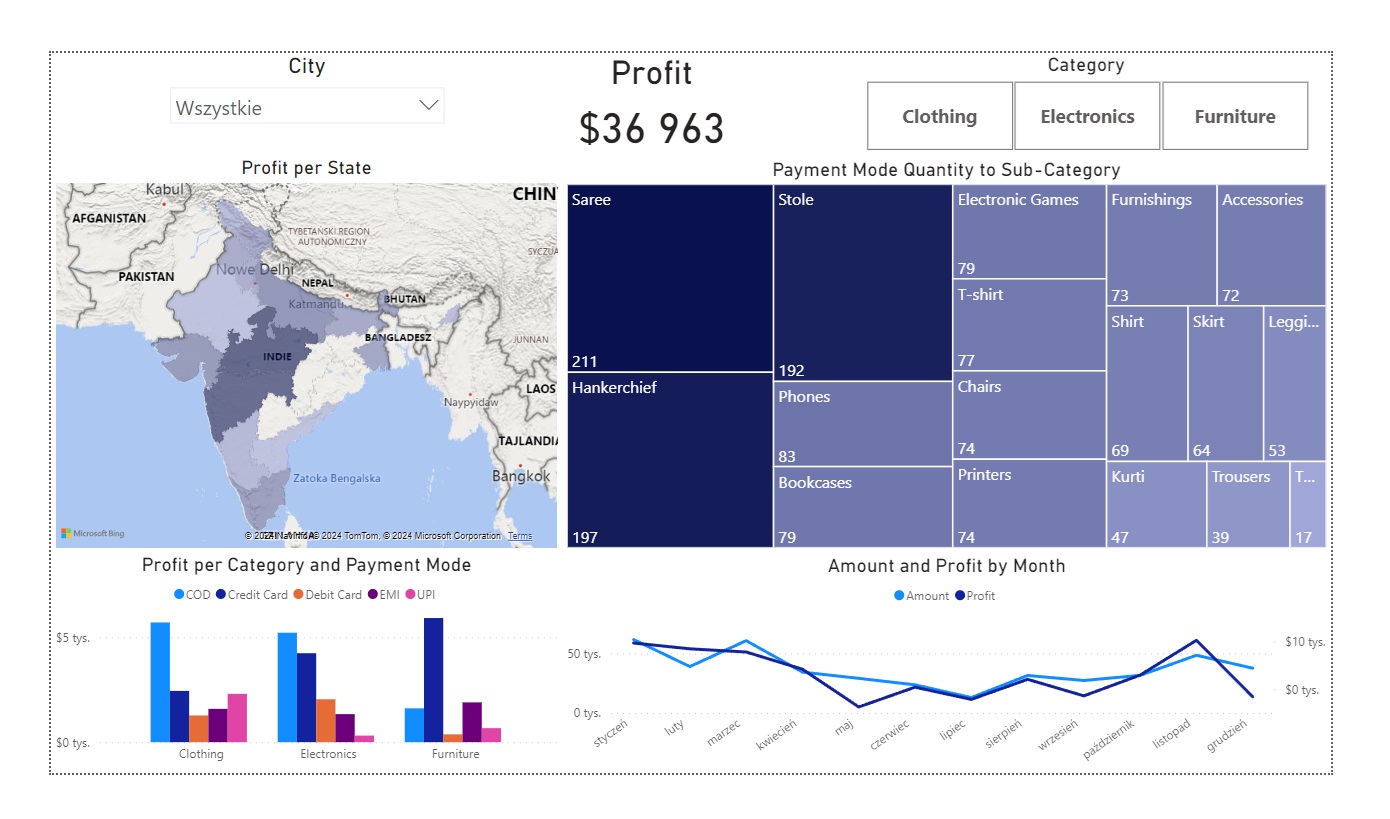 City
Wszystkie
Profit
$36 963
Category
Clothing
Electronics
Furniture
Profit per State
Kabul
CHIN
AFGANISTAN
TYBETAŃSKI REGION
AUTONOMICZNY
SYCZUA
PAKISTAN
Nowe Delhi
NEPAL
Katmandu
BHUTAN
BANGLADESZ
JUNNAN
INDIE
LAOS
Naypyidaw
TAJLANDIA
Zatoka Bengalska
Bangkok
Microsoft Bing
TomTom, © 2024 Microsoft Corporation
Terms
Payment Mode Quantity to Sub-Category
Saree
211
Hankerchief
197
Stole
192
Phones
83
Bookcases
79
Electronic Games
79
T-shirt
77
Chairs
74
Printers
74
Furnishings
73
Accessories
72
Shirt
69
Skirt
64
Leggi...
53
Kurti
47
Trousers
39
T...
17
Profit per Category and Payment Mode
COD Credit Card Debit Card EMI UPI
$5 tys.
$0 tys.
Clothing
Electronics
Furniture
Amount and Profit by Month
Amount Profit
50 tys.
0 tys.
$10 tys.
$0 tys.
styczeń
luty
marzec
kwiecień
maj
czerwiec
lipiec
sierpień
wrzesień
październik
listopad
grudzień